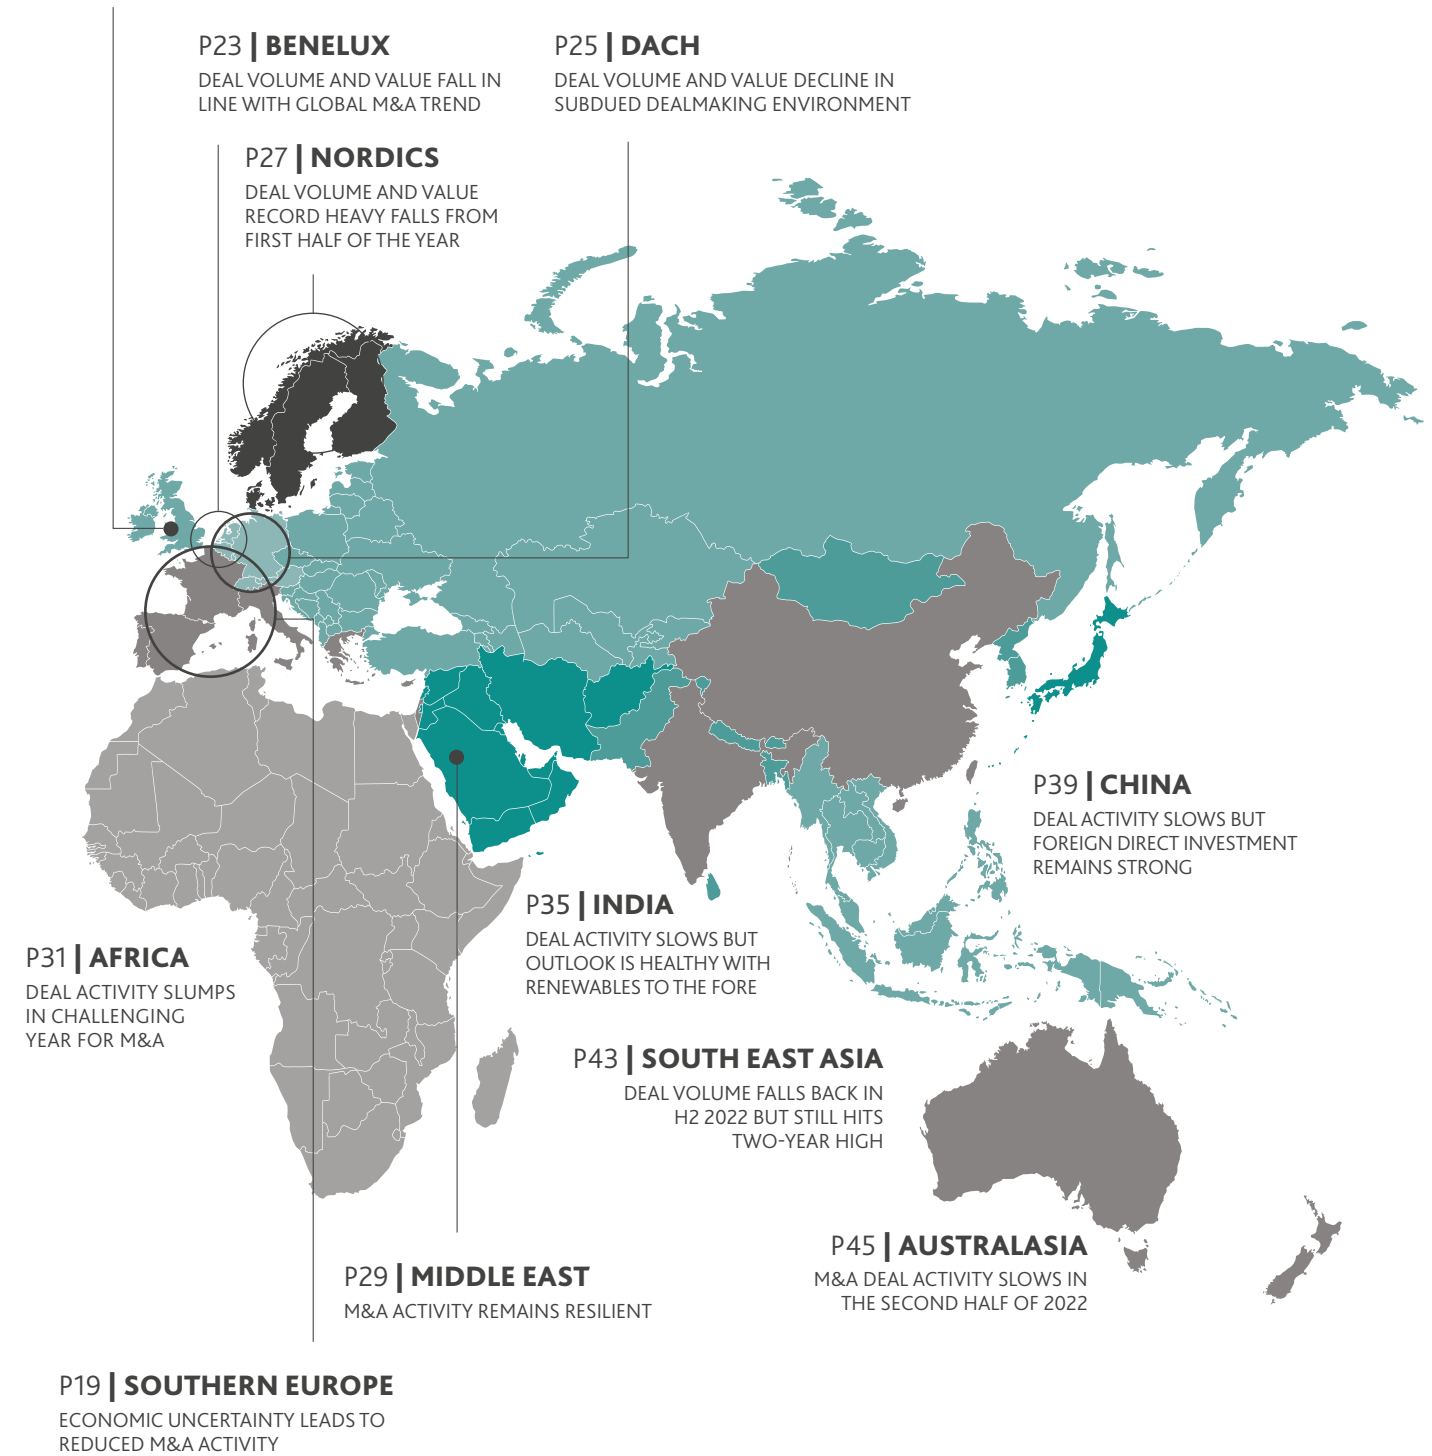 P23 | BENELUX
DEAL VOLUME AND VALUE FALL IN
LINE WITH GLOBAL M&A TREND
P25 | DACH
DEAL VOLUME AND VALUE DECLINE IN
SUBDUED DEALMAKING ENVIRONMENT
P27 | NORDICS
DEAL VOLUME AND VALUE
RECORD HEAVY FALLS FROM
FIRST HALF OF THE YEAR
P39 | CHINA
DEAL ACTIVITY SLOWS BUT
FOREIGN DIRECT INVESTMENT
REMAINS STRONG
P35 | INDIA
DEAL ACTIVITY SLOWS BUT
OUTLOOK IS HEALTHY WITH
RENEWABLES TO THE FORE
P31 | AFRICA
DEAL ACTIVITY SLUMPS
IN CHALLENGING
YEAR FOR M&A
P43 | SOUTH EAST ASIA
DEAL VOLUME FALLS BACK IN
H2 2022 BUT STILL HITS
TWO-YEAR HIGH
P45 | AUSTRALASIA
M&A DEAL ACTIVITY SLOWS IN
THE SECOND HALF OF 2022
P29 | MIDDLE EAST
M&A ACTIVITY REMAINS RESILIENT
P19 | SOUTHERN EUROPE
ECONOMIC UNCERTAINTY LEADS TO
REDUCED M&A ACTIVITY